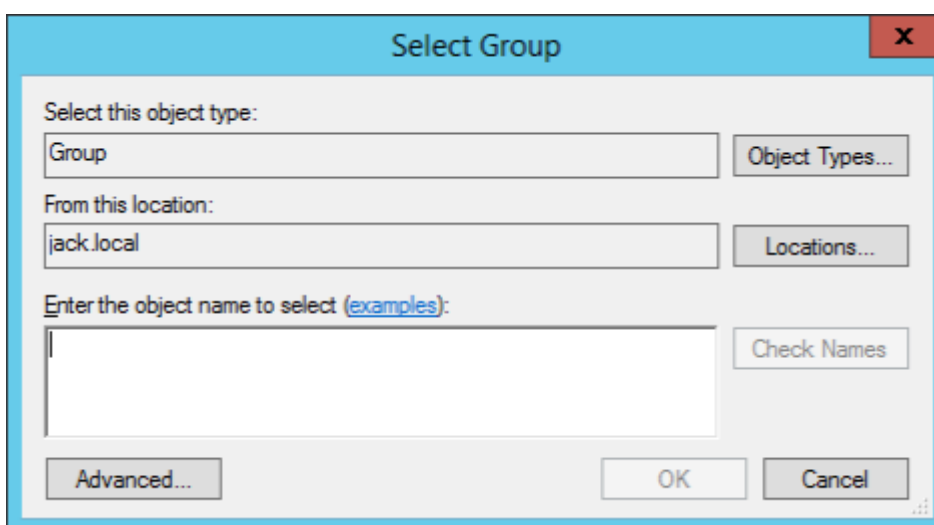 Select Group
x
Select this object type:
Group
Object Types...
From this location:
jack.local
Locations...
Enter the object name to select (examples):
Check Names
Advanced...
OK
Cancel